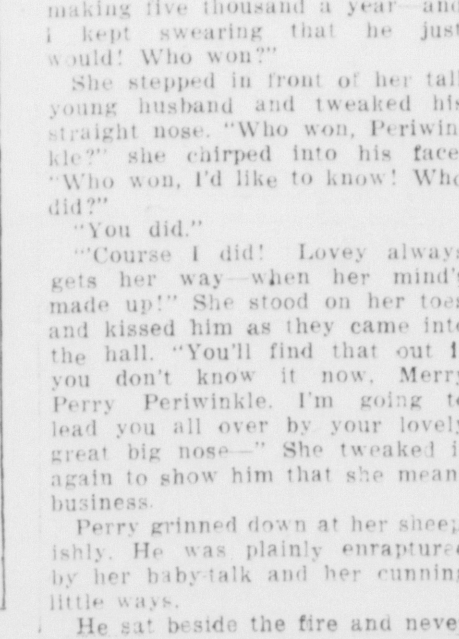 making five thousand a year—and
I kept swearing that he just
would! Who won?"
She stepped in front of her tall
young husband and tweaked his
straight nose. "Who won, Periwin
kle?" she chirped into his face
"Who won, I'd like to know! Who
did?"
"You did."
"'Course I did! Lovey always
gets her way—when her mind's
made up!" She stood on her toes
and kissed him as they came into
the hall. "You'll find that out if
you don't know it now, Merry
Perry Periwinkle. I'm going to
lead you all over by your lovely
great big nose—" She tweaked i
again to show him that she mean
business.
Perry grinned down at her sheep
ishly. He was plainly enraptured
by her baby-talk and her cunning
little ways.
He sat beside the fire and neve